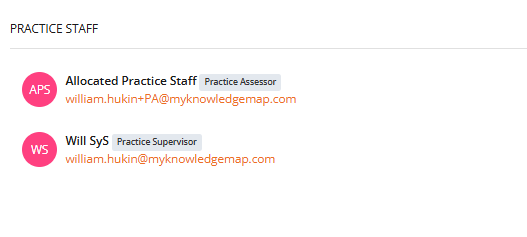 PRACTICE STAFF
APS Allocated Practice Staff Practice Assessor
william.hukin+PA@myknowledgemap.com
WS Will SyS Practice Supervisor
william.hukin@myknowledgemap.com